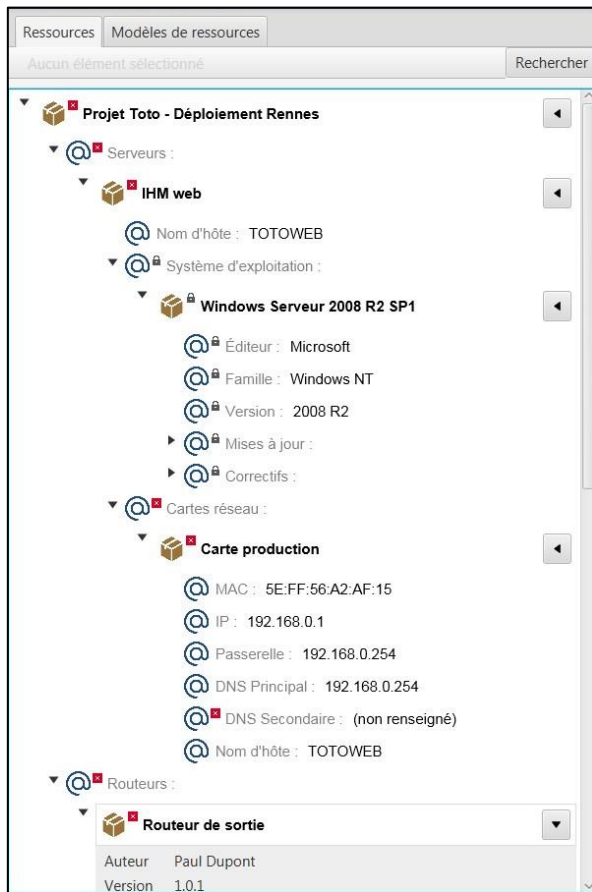 Ressources Modèles de ressources
Aucun élément sélectionné Rechercher
Projet Toto - Déploiement Rennes
@ Serveurs :
IHM web
@ Nom d'hôte : TOTOWEB
@ Système d'exploitation :
Windows Serveur 2008 R2 SP1
@ Éditeur : Microsoft
@ Famille : Windows NT
@ Version : 2008 R2
@ Mises à jour :
@ Correctifs :
@ Cartes réseau :
Carte production
@ MAC : 5E:FF:56:A2:AF:15
@ IP : 192.168.0.1
@ Passerelle : 192.168.0.254
@ DNS Principal : 192.168.0.254
@ DNS Secondaire : (non renseigné)
@ Nom d'hôte : TOTOWEB
@ Routeurs :
Routeur de sortie
Auteur Paul Dupont
Version 1.0.1